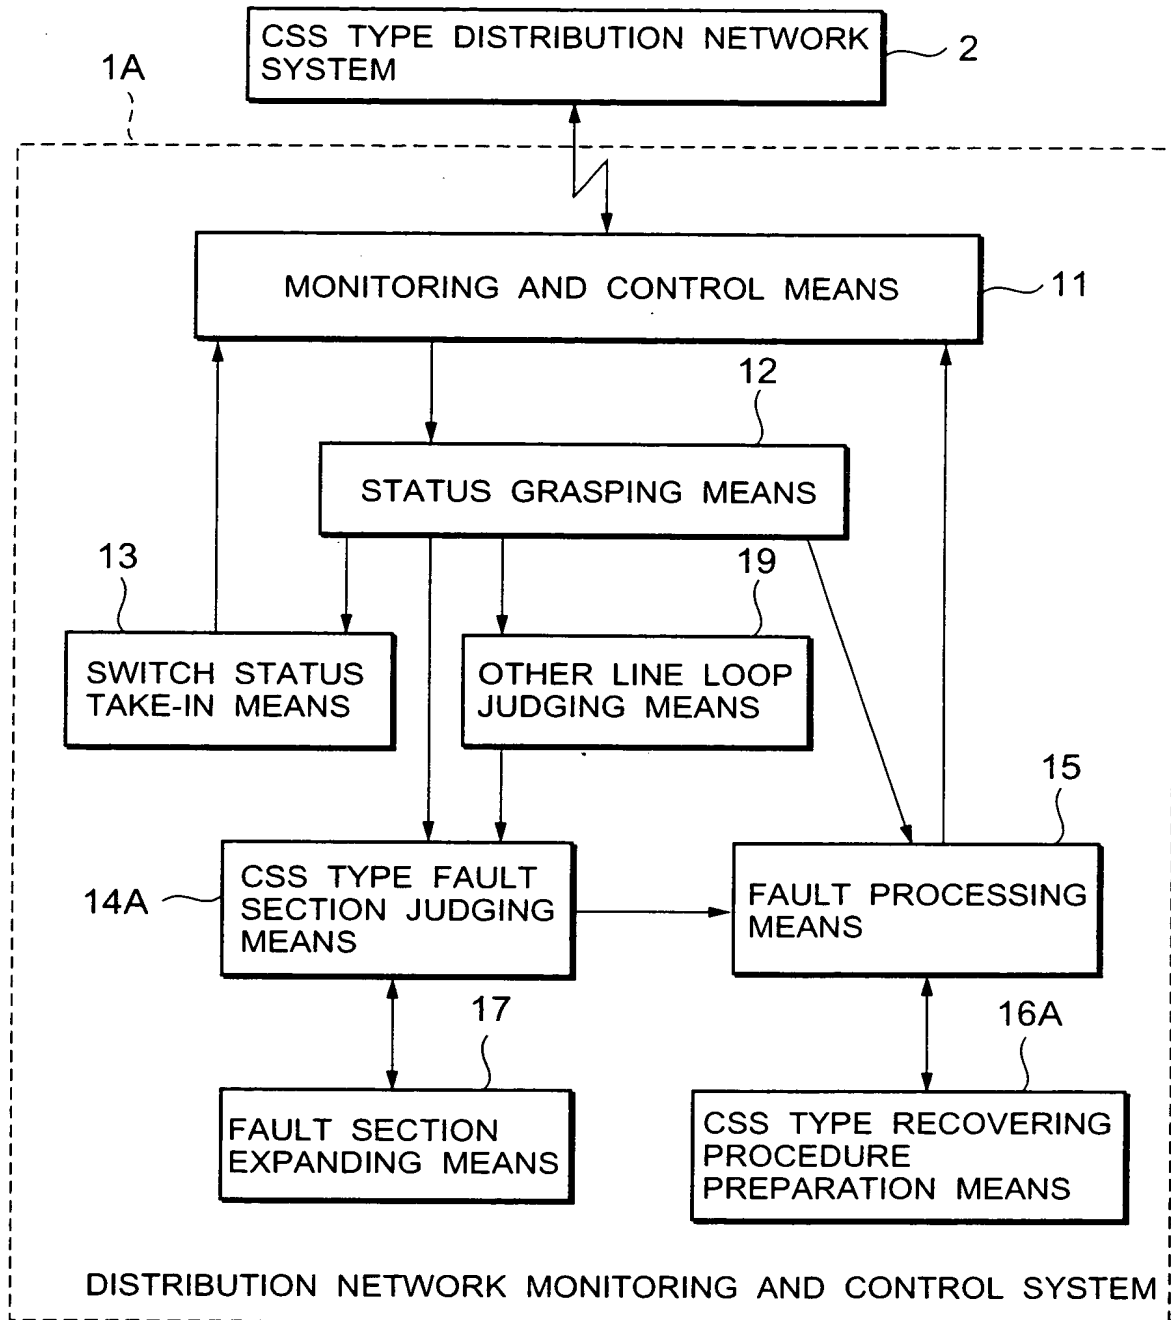 CSS TYPE DISTRIBUTION NETWORK
SYSTEM
2
1A
MONITORING AND CONTROL MEANS
11
12
STATUS GRASPING MEANS
13
19
SWITCH STATUS
TAKE-IN MEANS
OTHER LINE LOOP
JUDGING MEANS
15
14A
CSS TYPE FAULT
SECTION JUDGING
MEANS
FAULT PROCESSING
MEANS
17
16A
FAULT SECTION
EXPANDING MEANS
CSS TYPE RECOVERING
PROCEDURE
PREPARATION MEANS
DISTRIBUTION NETWORK MONITORING AND CONTROL SYSTEM